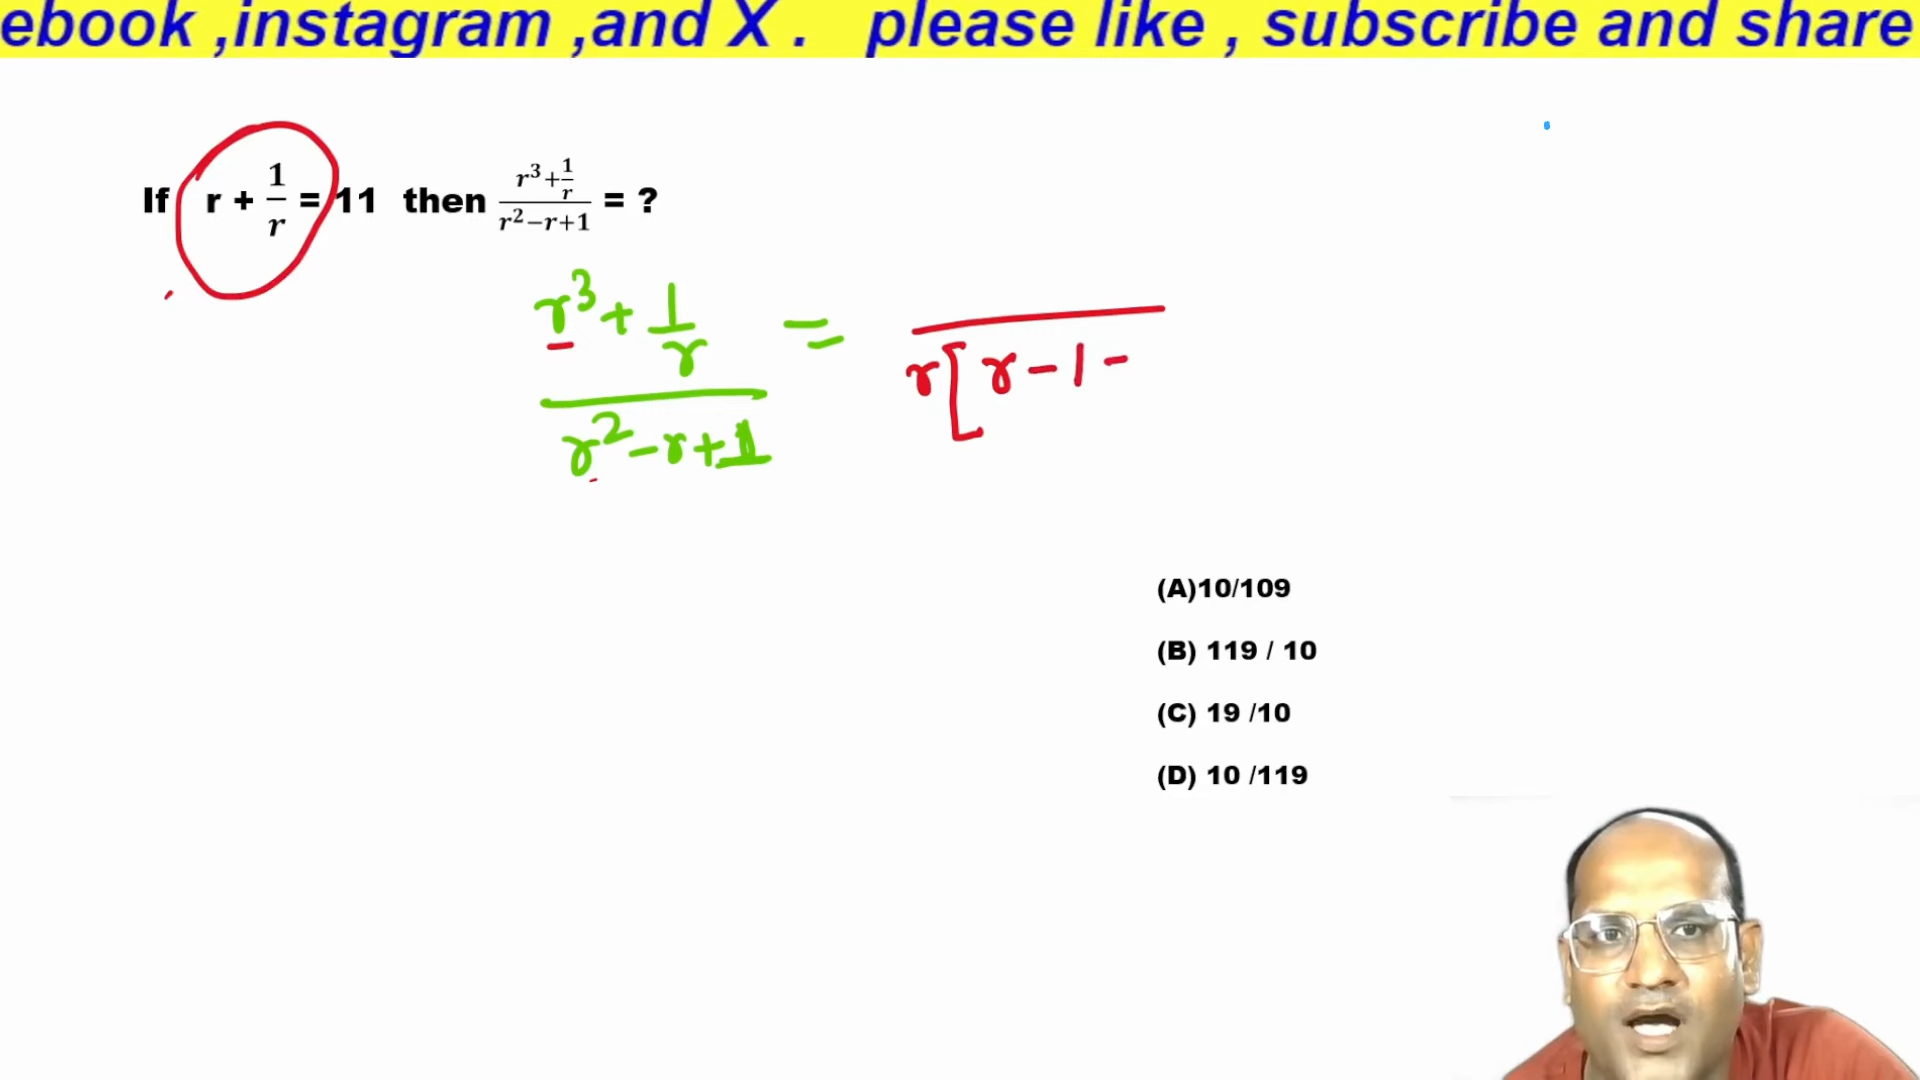 ebook ,instagram ,and X . please like , subscribe and share
If r + 1/r = 11 then (r³+1/r)/(r²−r+1) = ?
(r³ + 1/r)/(r² − r + 1) =
r[r − 1 −
(A)10/109
(B) 119 / 10
(C) 19 /10
(D) 10 /119